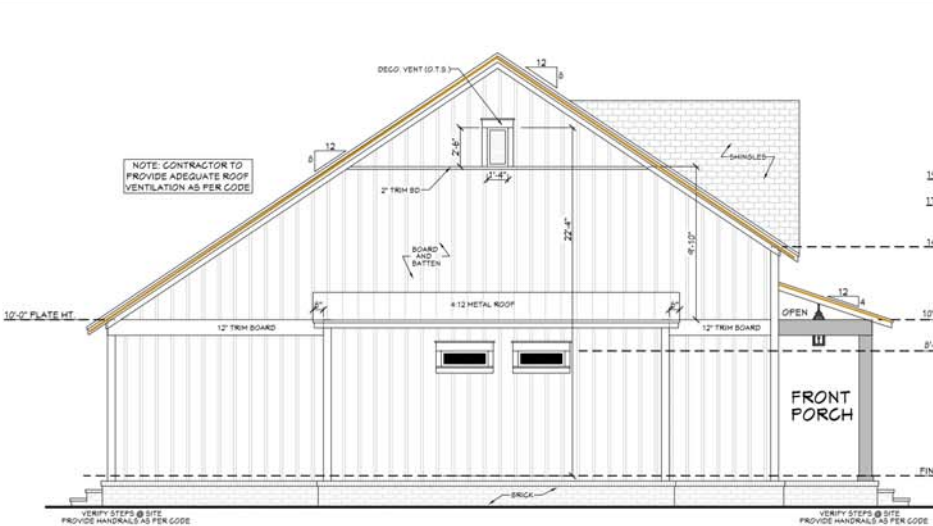 DECO. VENT (O.T.S.)
12
8
12
8
NOTE: CONTRACTOR TO
PROVIDE ADEQUATE ROOF
VENTILATION AS PER CODE
2'-6"
1'-4"
2" TRIM BD
SHINGLES
22'-4"
9'-10"
BOARD
AND
BATTEN
12
4
10'-0" PLATE HT.
6"
4:12 METAL ROOF
6"
OPEN
12" TRIM BOARD
12" TRIM BOARD
FRONT
PORCH
FIN
BRICK
VERIFY STEPS @ SITE
PROVIDE HANDRAILS AS PER CODE
VERIFY STEPS @ SITE
PROVIDE HANDRAILS AS PER CODE